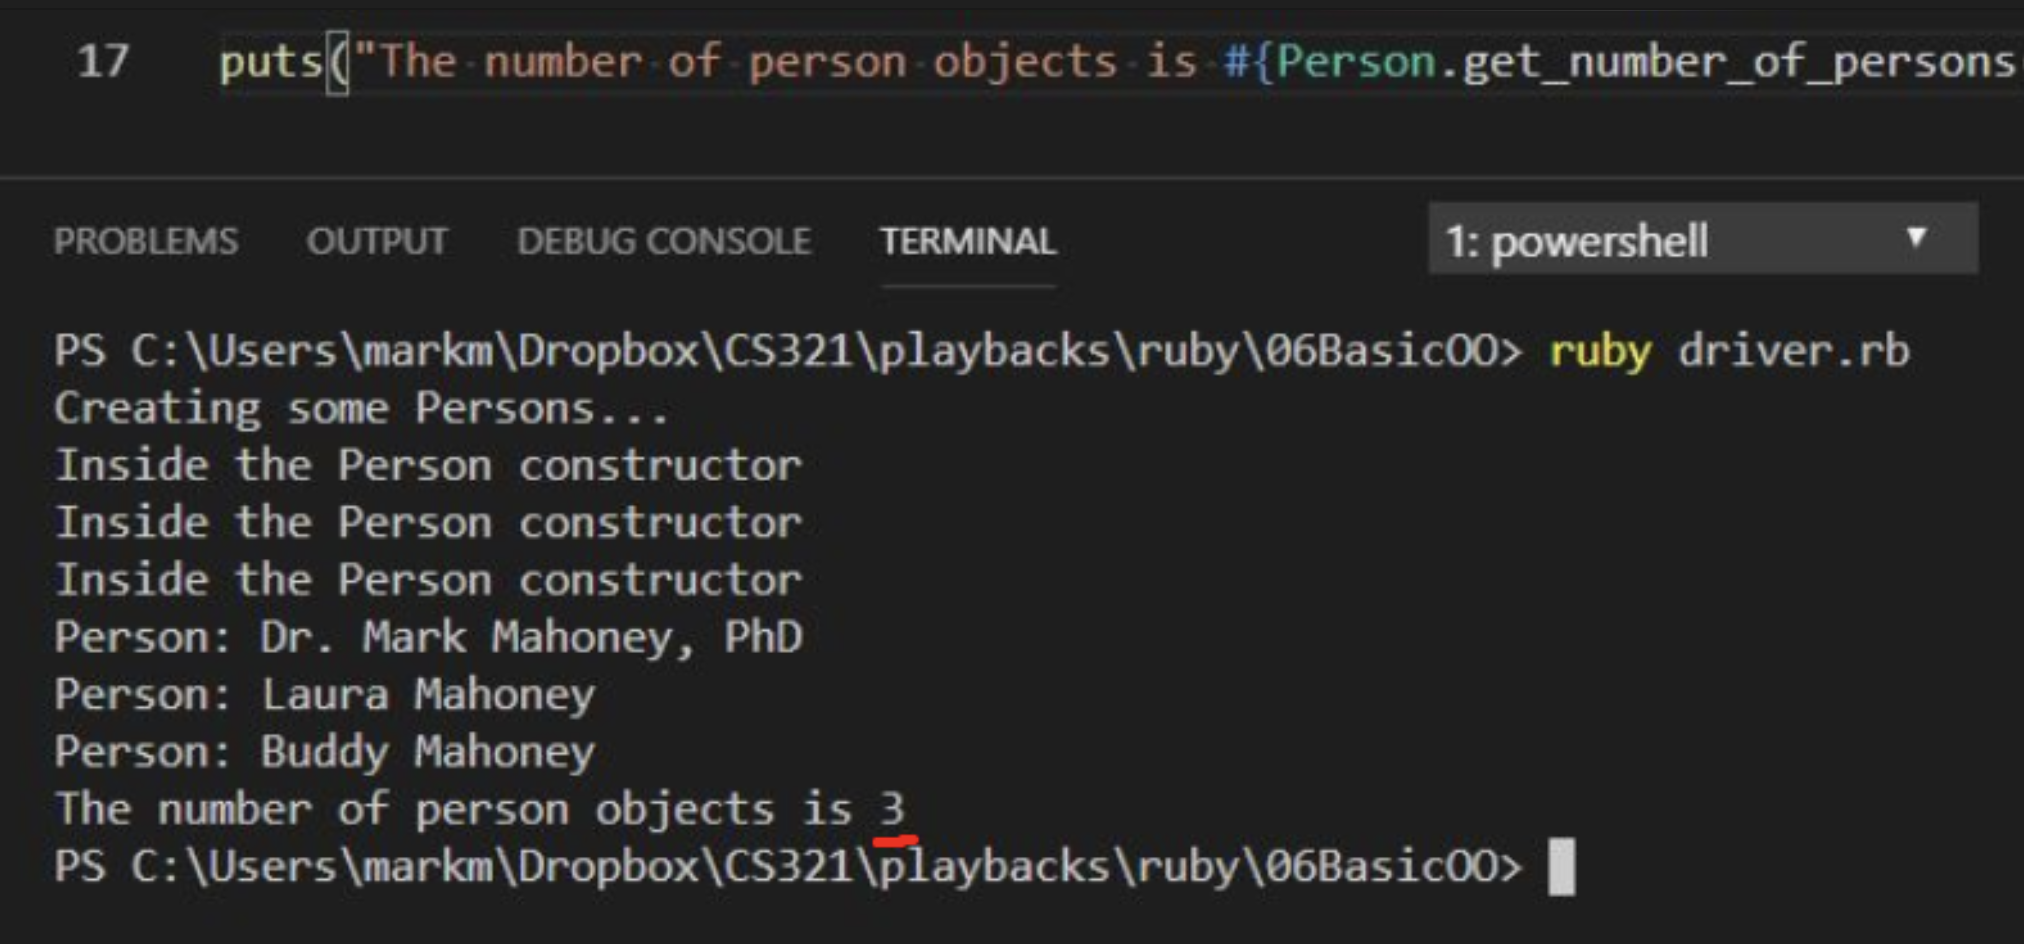 17 puts("The number of person objects is #{Person.get_number_of_persons
PROBLEMS OUTPUT DEBUG CONSOLE TERMINAL 1: powershell
PS C:\Users\markm\Dropbox\CS321\playbacks\ruby\06BasicOO> ruby driver.rb
Creating some Persons...
Inside the Person constructor
Inside the Person constructor
Inside the Person constructor
Person: Dr. Mark Mahoney, PhD
Person: Laura Mahoney
Person: Buddy Mahoney
The number of person objects is 3
PS C:\Users\markm\Dropbox\CS321\playbacks\ruby\06BasicOO>